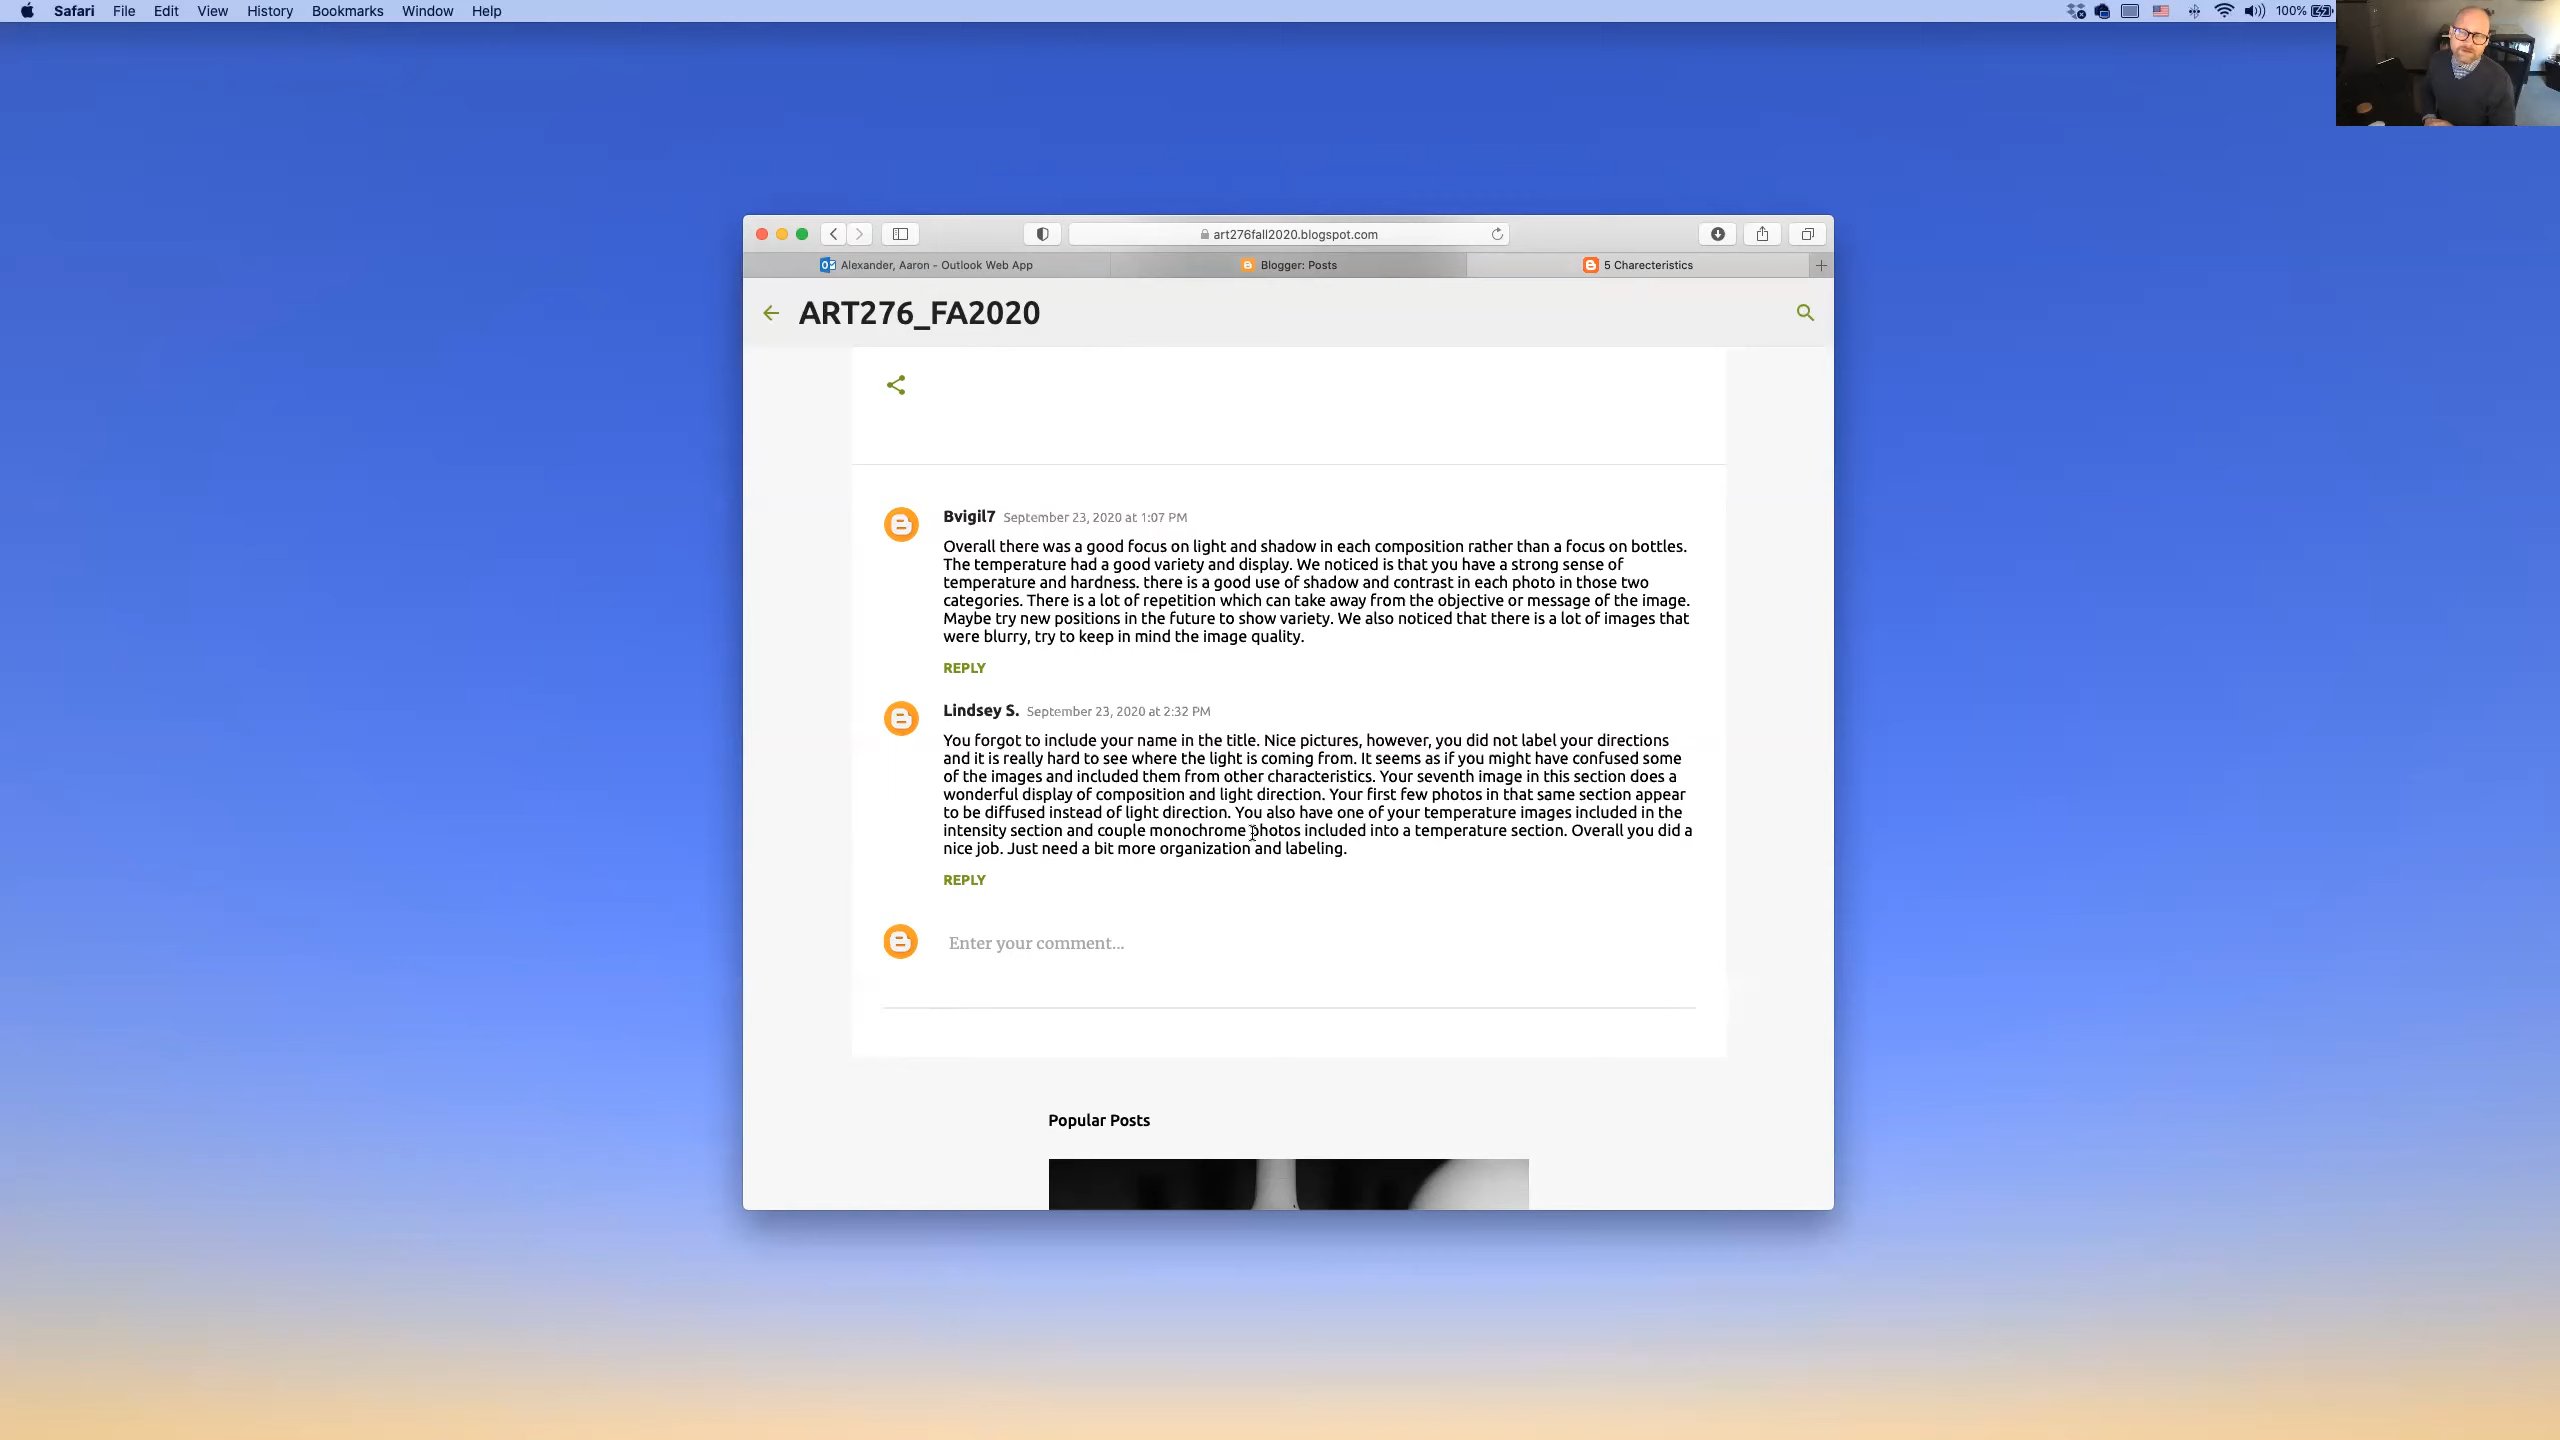 Safari File Edit View History Bookmarks Window Help 100%
art276fall2020.blogspot.com
Alexander, Aaron - Outlook Web App Blogger: Posts 5 Charecteristics
ART276_FA2020
Bvigil7 September 23, 2020 at 1:07 PM
Overall there was a good focus on light and shadow in each composition rather than a focus on bottles.
The temperature had a good variety and display. We noticed is that you have a strong sense of
temperature and hardness. there is a good use of shadow and contrast in each photo in those two
categories. There is a lot of repetition which can take away from the objective or message of the image.
Maybe try new positions in the future to show variety. We also noticed that there is a lot of images that
were blurry, try to keep in mind the image quality.
REPLY
Lindsey S. September 23, 2020 at 2:32 PM
You forgot to include your name in the title. Nice pictures, however, you did not label your directions
and it is really hard to see where the light is coming from. It seems as if you might have confused some
of the images and included them from other characteristics. Your seventh image in this section does a
wonderful display of composition and light direction. Your first few photos in that same section appear
to be diffused instead of light direction. You also have one of your temperature images included in the
intensity section and couple monochrome photos included into a temperature section. Overall you did a
nice job. Just need a bit more organization and labeling.
REPLY
Enter your comment...
Popular Posts